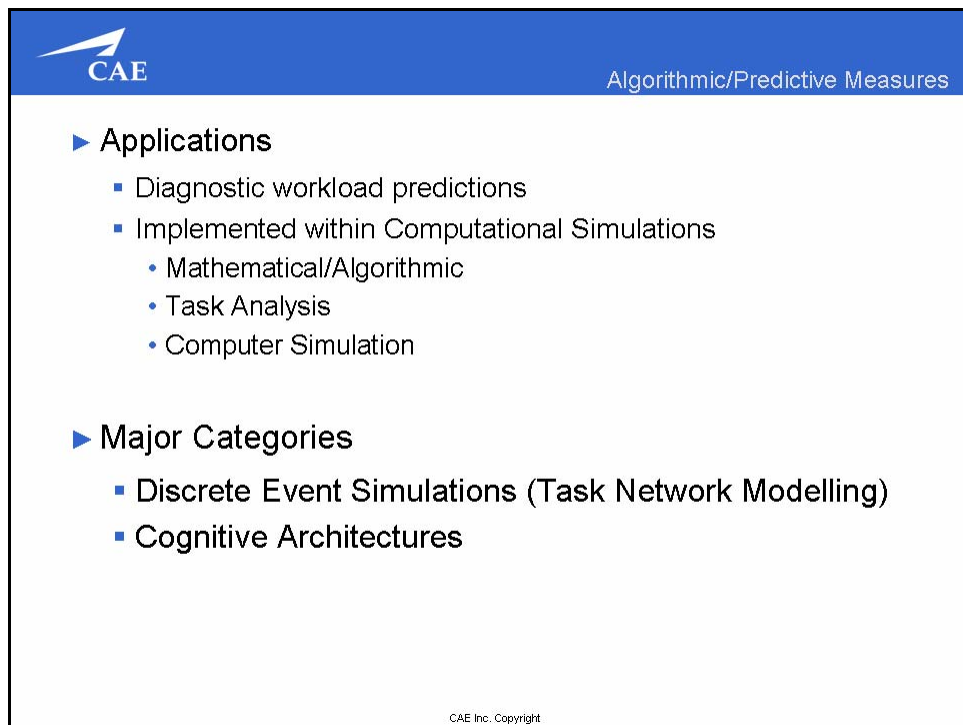 CAE
Algorithmic/Predictive Measures
► Applications
▪ Diagnostic workload predictions
▪ Implemented within Computational Simulations
• Mathematical/Algorithmic
• Task Analysis
• Computer Simulation
► Major Categories
▪ Discrete Event Simulations (Task Network Modelling)
▪ Cognitive Architectures
CAE Inc. Copyright